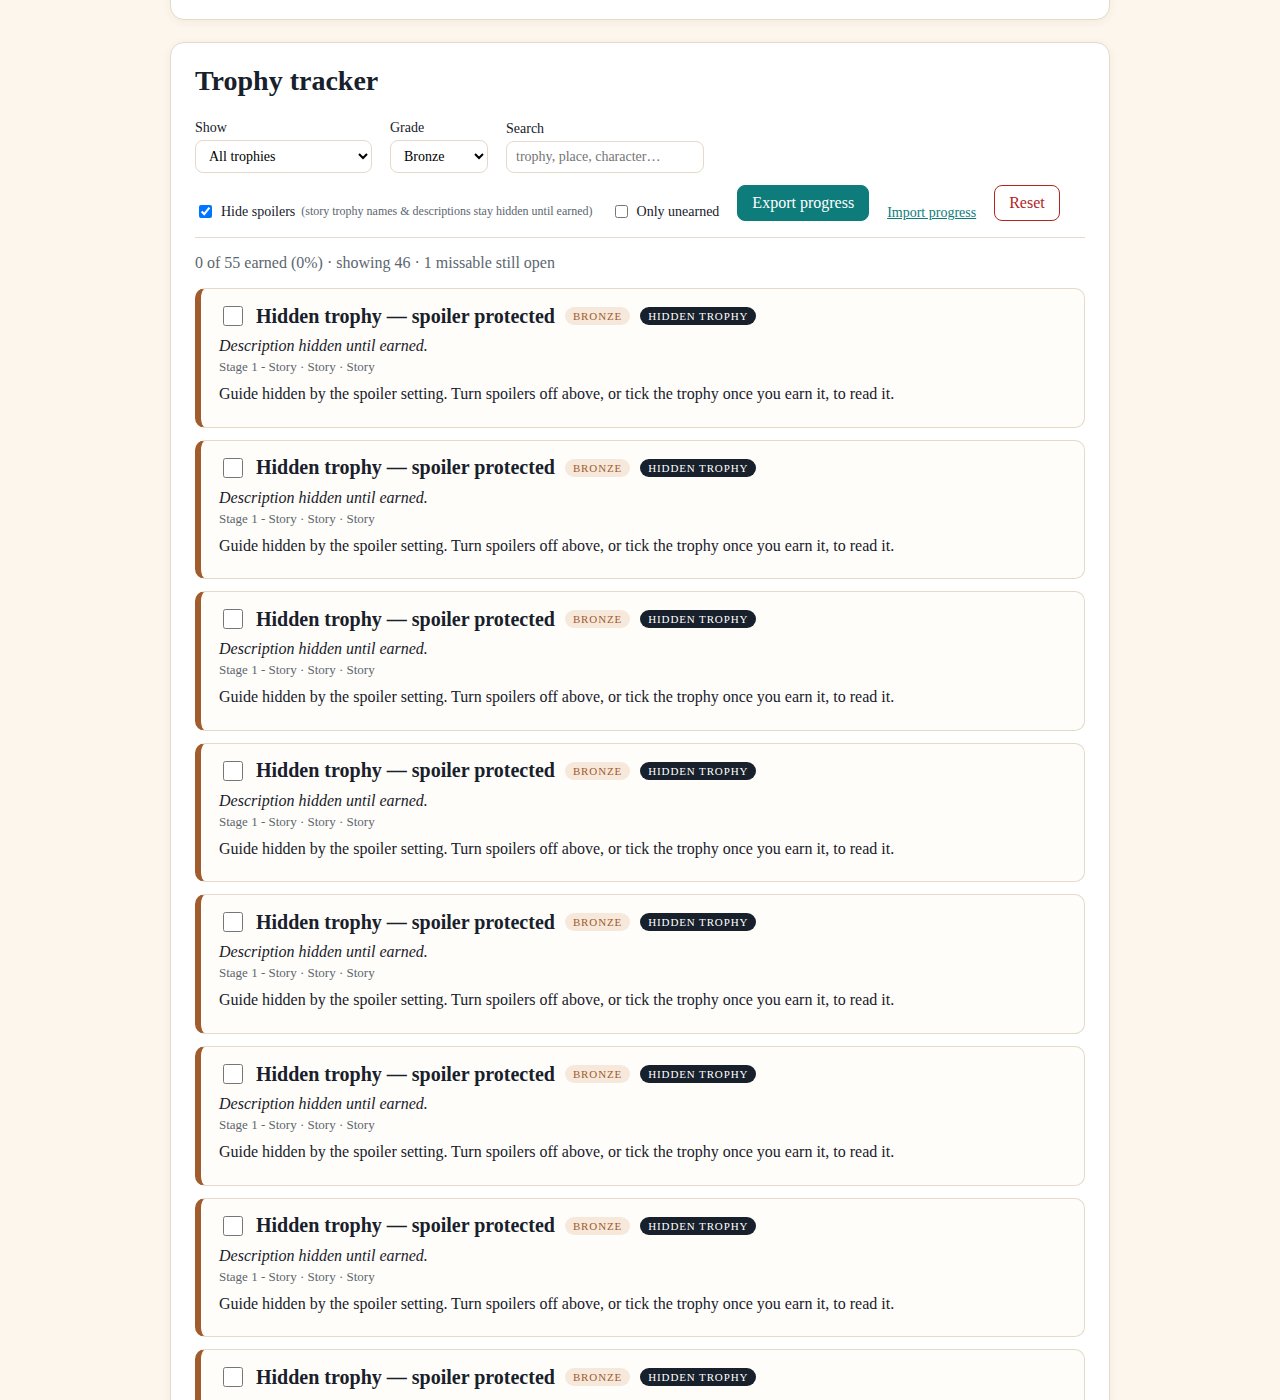 Trophy tracker
Show
Grade
Search
All trophies
Bronze
trophy, place, character…
Hide spoilers (story trophy names & descriptions stay hidden until earned)
Only unearned
Export progress
Import progress
Reset
0 of 55 earned (0%) · showing 46 · 1 missable still open
Hidden trophy — spoiler protected BRONZE HIDDEN TROPHY
Description hidden until earned.
Stage 1 - Story · Story · Story
Guide hidden by the spoiler setting. Turn spoilers off above, or tick the trophy once you earn it, to read it.
Hidden trophy — spoiler protected BRONZE HIDDEN TROPHY
Description hidden until earned.
Stage 1 - Story · Story · Story
Guide hidden by the spoiler setting. Turn spoilers off above, or tick the trophy once you earn it, to read it.
Hidden trophy — spoiler protected BRONZE HIDDEN TROPHY
Description hidden until earned.
Stage 1 - Story · Story · Story
Guide hidden by the spoiler setting. Turn spoilers off above, or tick the trophy once you earn it, to read it.
Hidden trophy — spoiler protected BRONZE HIDDEN TROPHY
Description hidden until earned.
Stage 1 - Story · Story · Story
Guide hidden by the spoiler setting. Turn spoilers off above, or tick the trophy once you earn it, to read it.
Hidden trophy — spoiler protected BRONZE HIDDEN TROPHY
Description hidden until earned.
Stage 1 - Story · Story · Story
Guide hidden by the spoiler setting. Turn spoilers off above, or tick the trophy once you earn it, to read it.
Hidden trophy — spoiler protected BRONZE HIDDEN TROPHY
Description hidden until earned.
Stage 1 - Story · Story · Story
Guide hidden by the spoiler setting. Turn spoilers off above, or tick the trophy once you earn it, to read it.
Hidden trophy — spoiler protected BRONZE HIDDEN TROPHY
Description hidden until earned.
Stage 1 - Story · Story · Story
Guide hidden by the spoiler setting. Turn spoilers off above, or tick the trophy once you earn it, to read it.
Hidden trophy — spoiler protected BRONZE HIDDEN TROPHY